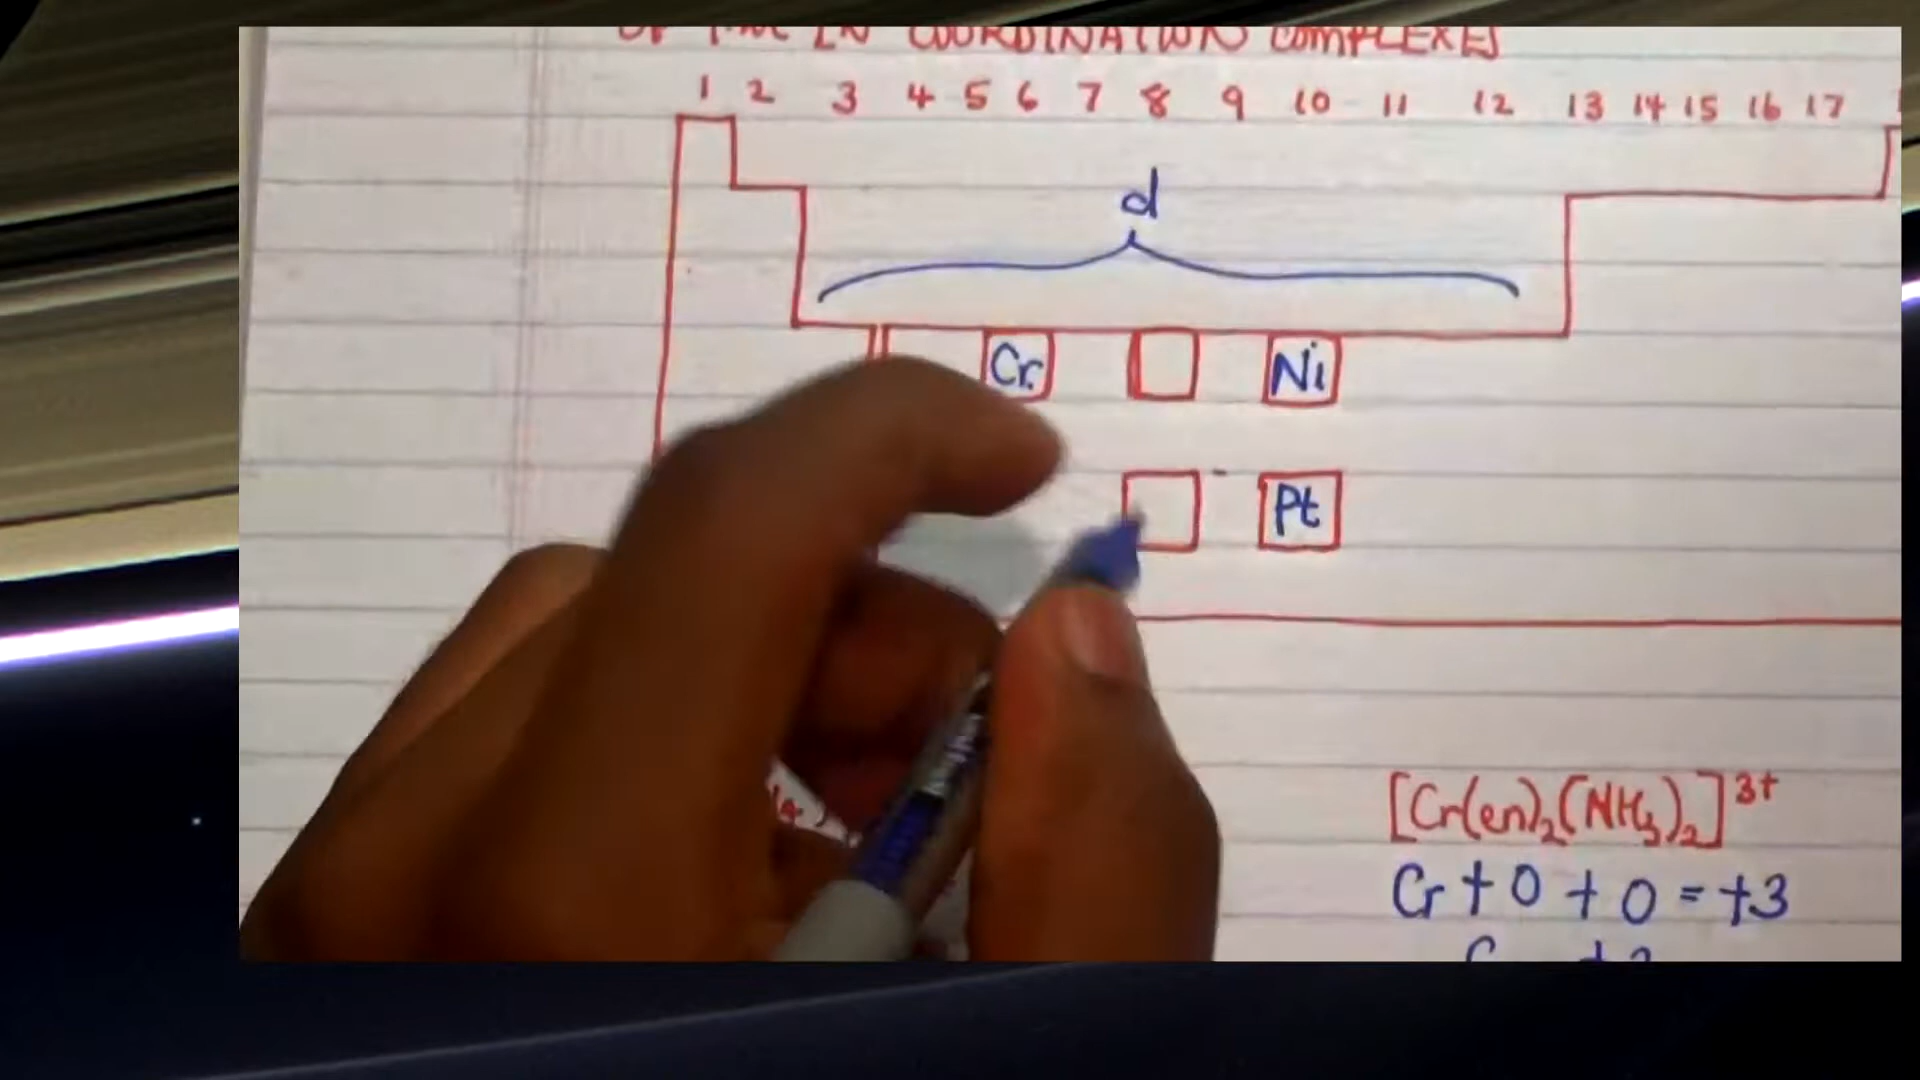 IN COORDINATION COMPLEXES
1 2 3 4 5 6 7 8 9 10 11 12 13 14 15 16 17
d
Cr Ni
Pt
[Cr(en)₂(NH₃)₂]³⁺
Cr + 0 + 0 = +3